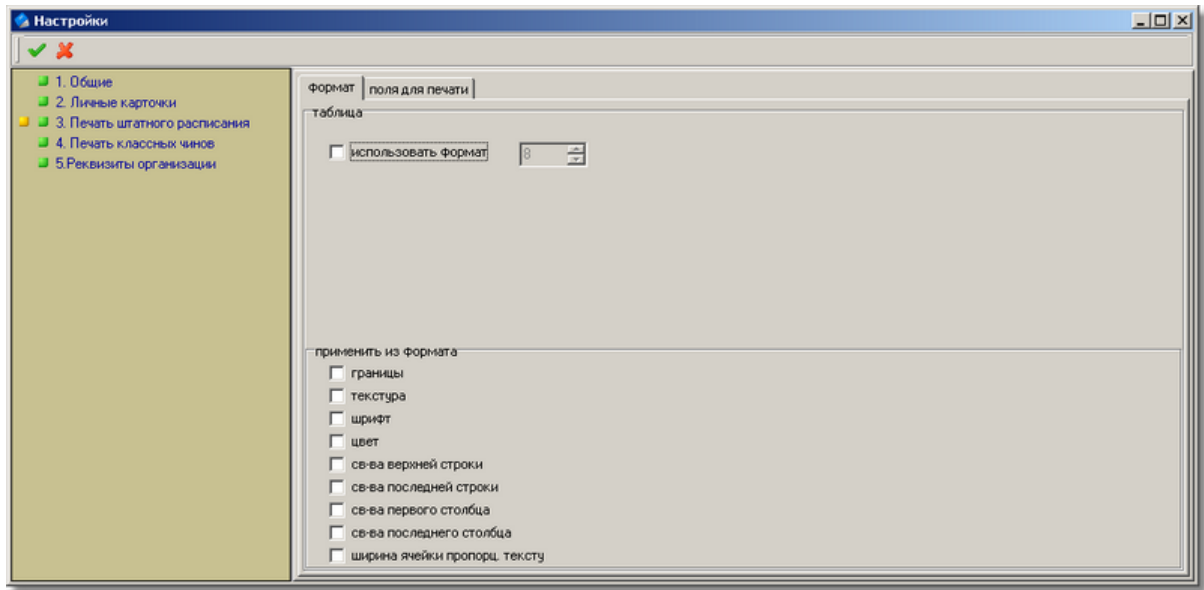 Настройки
1. Общие
2. Личные карточки
3. Печать штатного расписания
4. Печать классных чинов
5.Реквизиты организации
формат
поля для печати
таблица
использовать формат 8
применить из формата
границы
текстура
шрифт
цвет
св-ва верхней строки
св-ва последней строки
св-ва первого столбца
св-ва последнего столбца
ширина ячейки пропорц. тексту